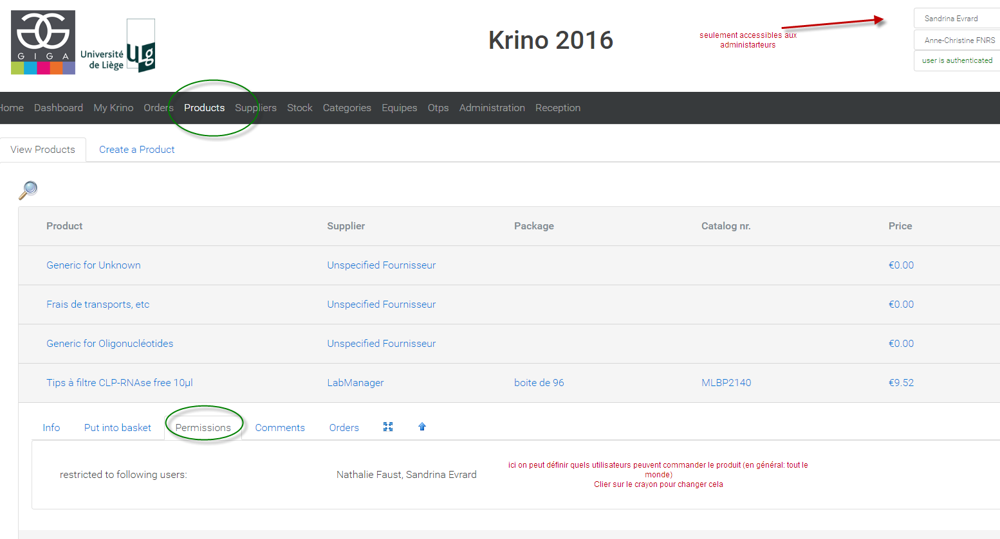 GIGA
Université
de Liège
ULg
Krino 2016
seulement accessibles aux
administarteurs
Sandrina Evrard
Anne-Christine FNRS
user is authenticated
Home Dashboard My Krino Orders Products Suppliers Stock Categories Equipes Otps Administration Reception
View Products Create a Product
Product Supplier Package Catalog nr. Price
Generic for Unknown Unspecified Fournisseur €0.00
Frais de transports, etc Unspecified Fournisseur €0.00
Generic for Oligonucléotides Unspecified Fournisseur €0.00
Tips à filtre CLP-RNAse free 10µl LabManager boite de 96 MLBP2140 €9.52
Info Put into basket Permissions Comments Orders
restricted to following users: Nathalie Faust, Sandrina Evrard
ici on peut définir quels utilisateurs peuvent commander le produit (en général: tout le
monde)
Clier sur le crayon pour changer cela